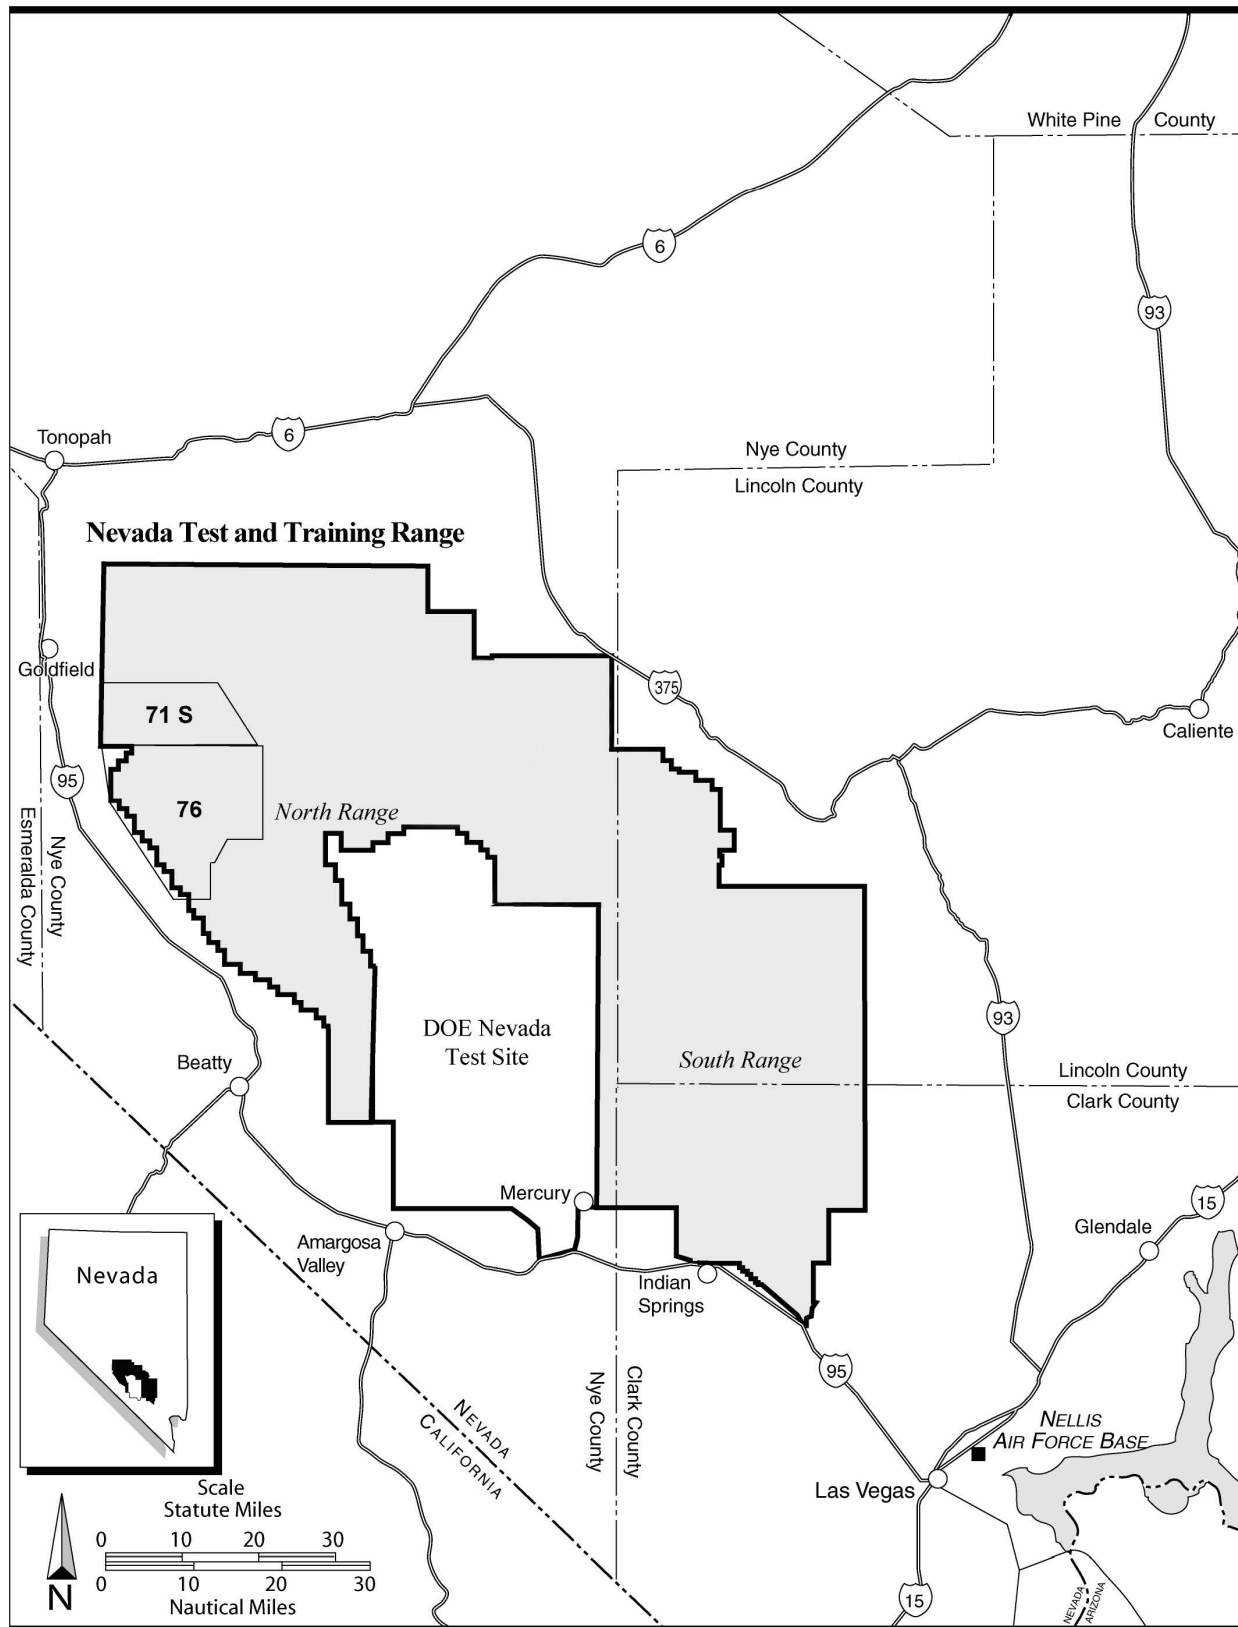 White Pine County
6
93
Tonopah
6
Nye County
Lincoln County
Nevada Test and Training Range
Goldfield
375
71 S
Caliente
95
76
North Range
Nye County
Esmeralda County
DOE Nevada
Test Site
93
Beatty
South Range
Lincoln County
Clark County
Mercury
15
Glendale
Amargosa
Valley
Indian
Springs
Nevada
95
Clark County
Nye County
NEVADA
CALIFORNIA
NELLIS
AIR FORCE BASE
Las Vegas
Scale
Statute Miles
0 10 20 30
0 10 20 30
Nautical Miles
N
15
NEVADA
ARIZONA